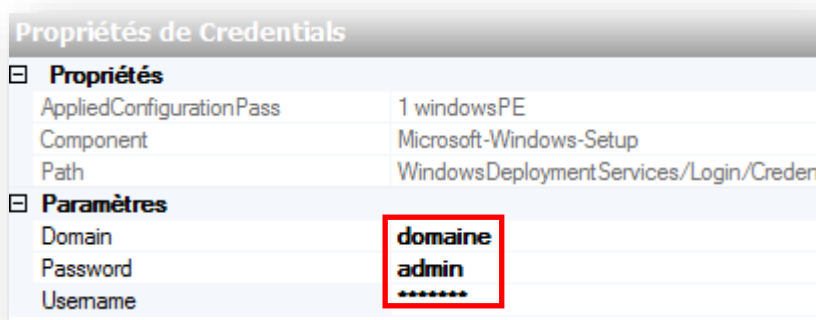 Propriétés de Credentials
Propriétés
AppliedConfigurationPass 1 windowsPE
Component Microsoft-Windows-Setup
Path WindowsDeploymentServices/Login/Creden
Paramètres
Domain domaine
Password admin
Username *******